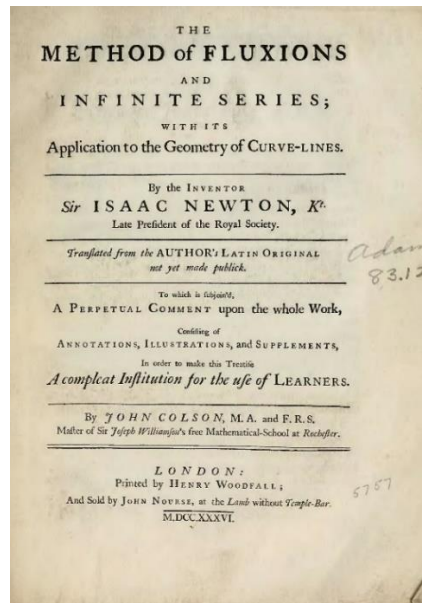 THE
METHOD of FLUXIONS
AND
INFINITE SERIES;
WITH ITS
Application to the Geometry of CURVE-LINES.
By the INVENTOR
Sir ISAAC NEWTON, Kt.
Late President of the Royal Society.
Translated from the AUTHOR's LATIN ORIGINAL
not yet made publick.
To which is subjoin'd,
A PERPETUAL COMMENT upon the whole Work,
Consisting of
ANNOTATIONS, ILLUSTRATIONS, and SUPPLEMENTS,
In order to make this Treatise
A compleat Institution for the use of LEARNERS.
By JOHN COLSON, M.A. and F.R.S.
Master of Sir Joseph Williamson's free Mathematical-School at Rochester.
LONDON:
Printed by HENRY WOODFALL;
And Sold by JOHN NOURSE, at the Lamb without Temple-Bar.
M.DCC.XXXVI.
Adam
83.12
5757